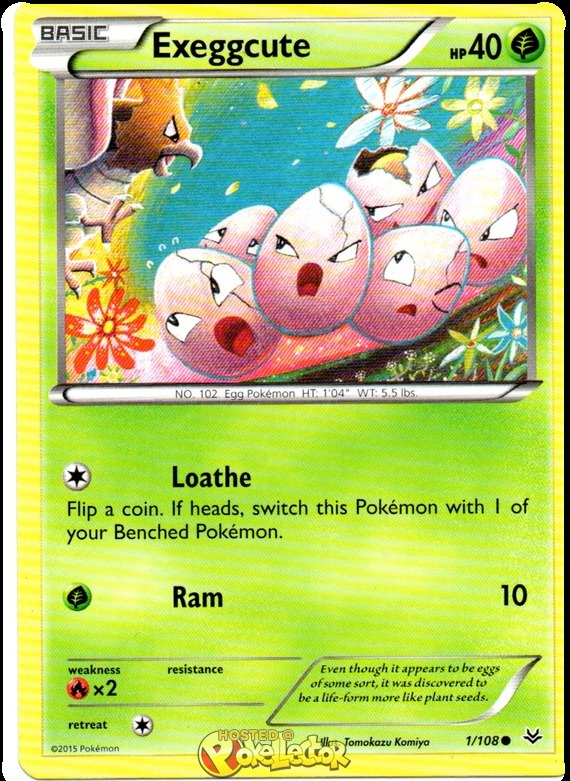 BASIC
Exeggcute
HP40
NO. 102 Egg Pokémon HT: 1'04" WT: 5.5 lbs.
Loathe
Flip a coin. If heads, switch this Pokémon with 1 of
your Benched Pokémon.
Ram 10
weakness resistance
×2
Even though it appears to be eggs
of some sort, it was discovered to
be a life-form more like plant seeds.
retreat
HOSTED @
PokéLector
©2015 Pokémon
Illus. Tomokazu Komiya
1/108